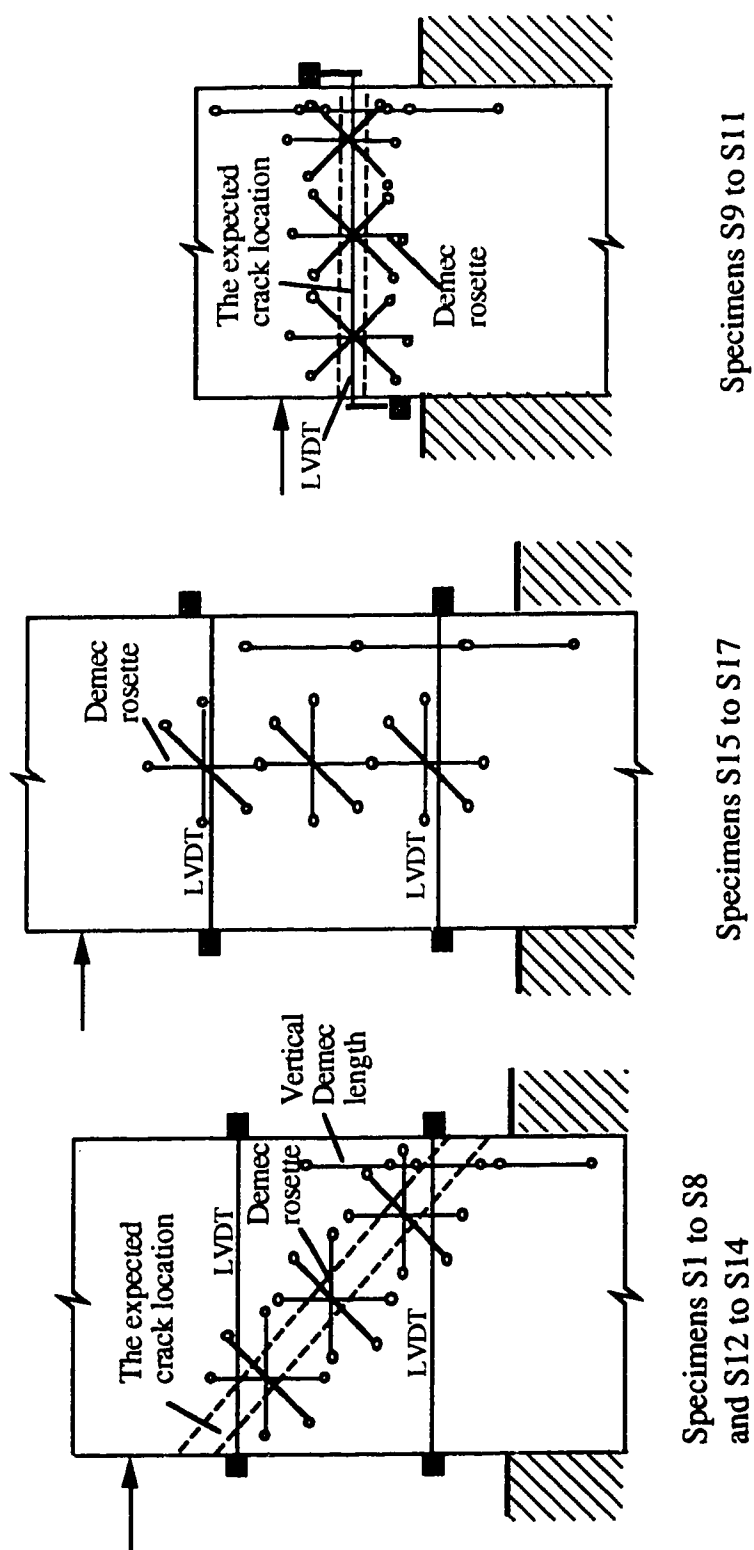 The expected
crack location
LVDT
Demec
rosette
Vertical
Demec
length
LVDT
Specimens S1 to S8
and S12 to S14
Demec
rosette
LVDT
LVDT
Specimens S15 to S17
The expected
crack location
LVDT
Demec
rosette
Specimens S9 to S11